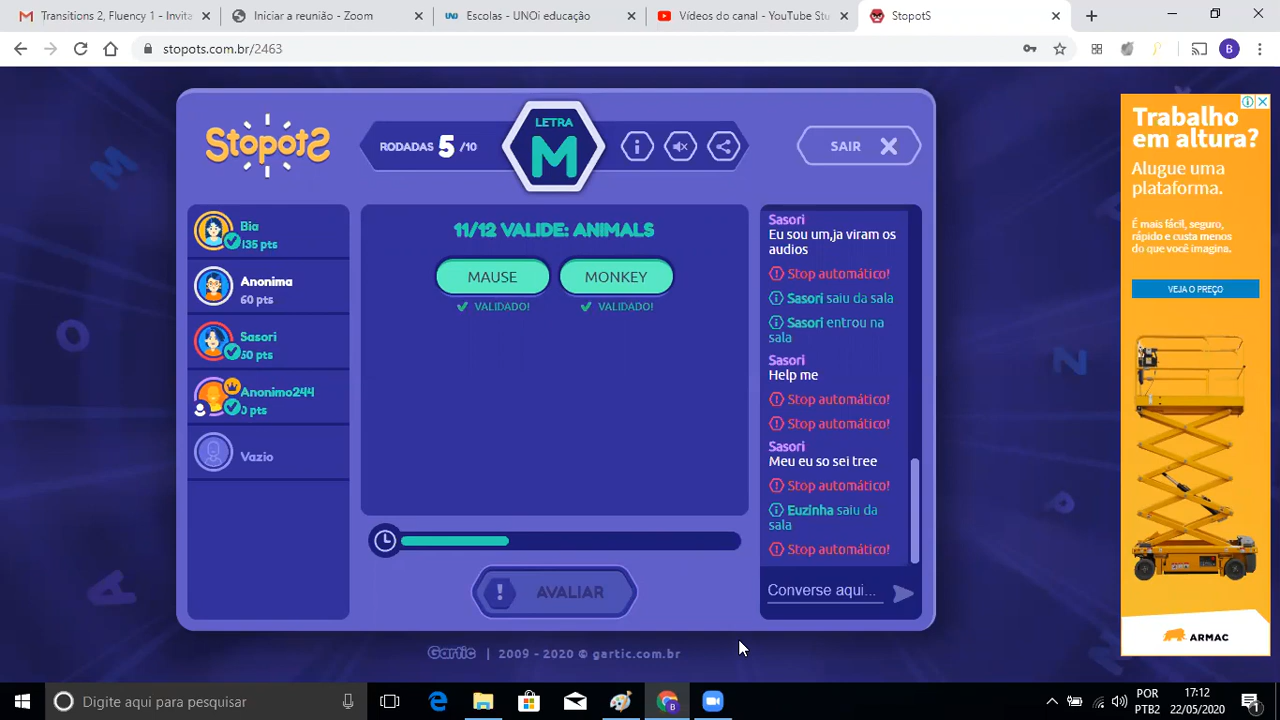 Transitions 2, Fluency 1 - Invita
Iniciar a reunião - Zoom
UNO
Escolas - UNOi educação
Vídeos do canal - YouTube Stu
StopotS
stopots.com.br/2463
B
StopotS
RODADAS 5 /10
LETRA
M
SAIR
Bia
135 pts
Anonima
60 pts
Sasori
50 pts
Anonimo244
0 pts
Vazio
11/12 VALIDE: ANIMALS
MAUSE
MONKEY
VALIDADO!
VALIDADO!
AVALIAR
Sasori
Eu sou um,ja viram os
audios
Stop automático!
Sasori saiu da sala
Sasori entrou na
sala
Sasori
Help me
Stop automático!
Stop automático!
Sasori
Meu eu so sei tree
Stop automático!
Euzinha saiu da
sala
Stop automático!
Converse aqui...
Gartic | 2009 - 2020 © gartic.com.br
Trabalho
em altura?
Alugue uma
plataforma.
É mais fácil, seguro,
rápido e custa menos
do que você imagina.
VEJA O PREÇO
ARMAC
Digite aqui para pesquisar
POR
PTB2
17:12
22/05/2020
1